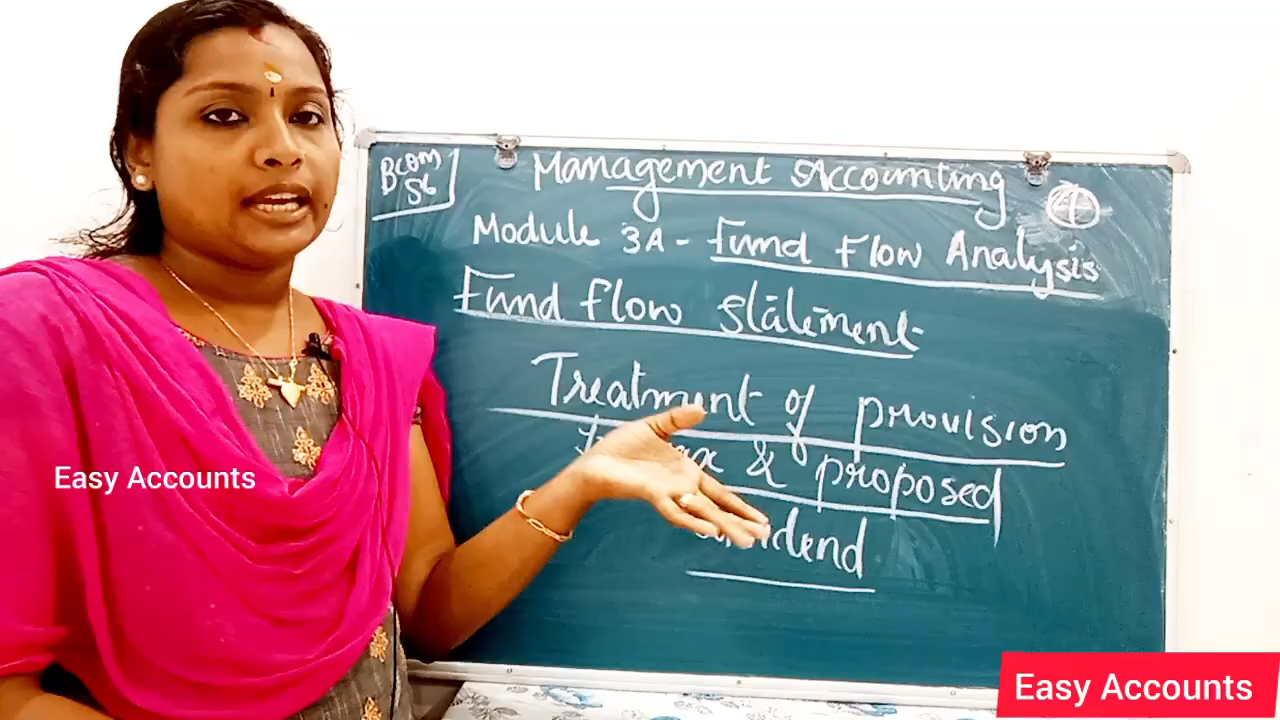 BCOM
S6
Management Accounting
Module 3A - Fund Flow Analysis
Fund flow statement
Treatment of provision
& proposed
Easy Accounts
Easy Accounts